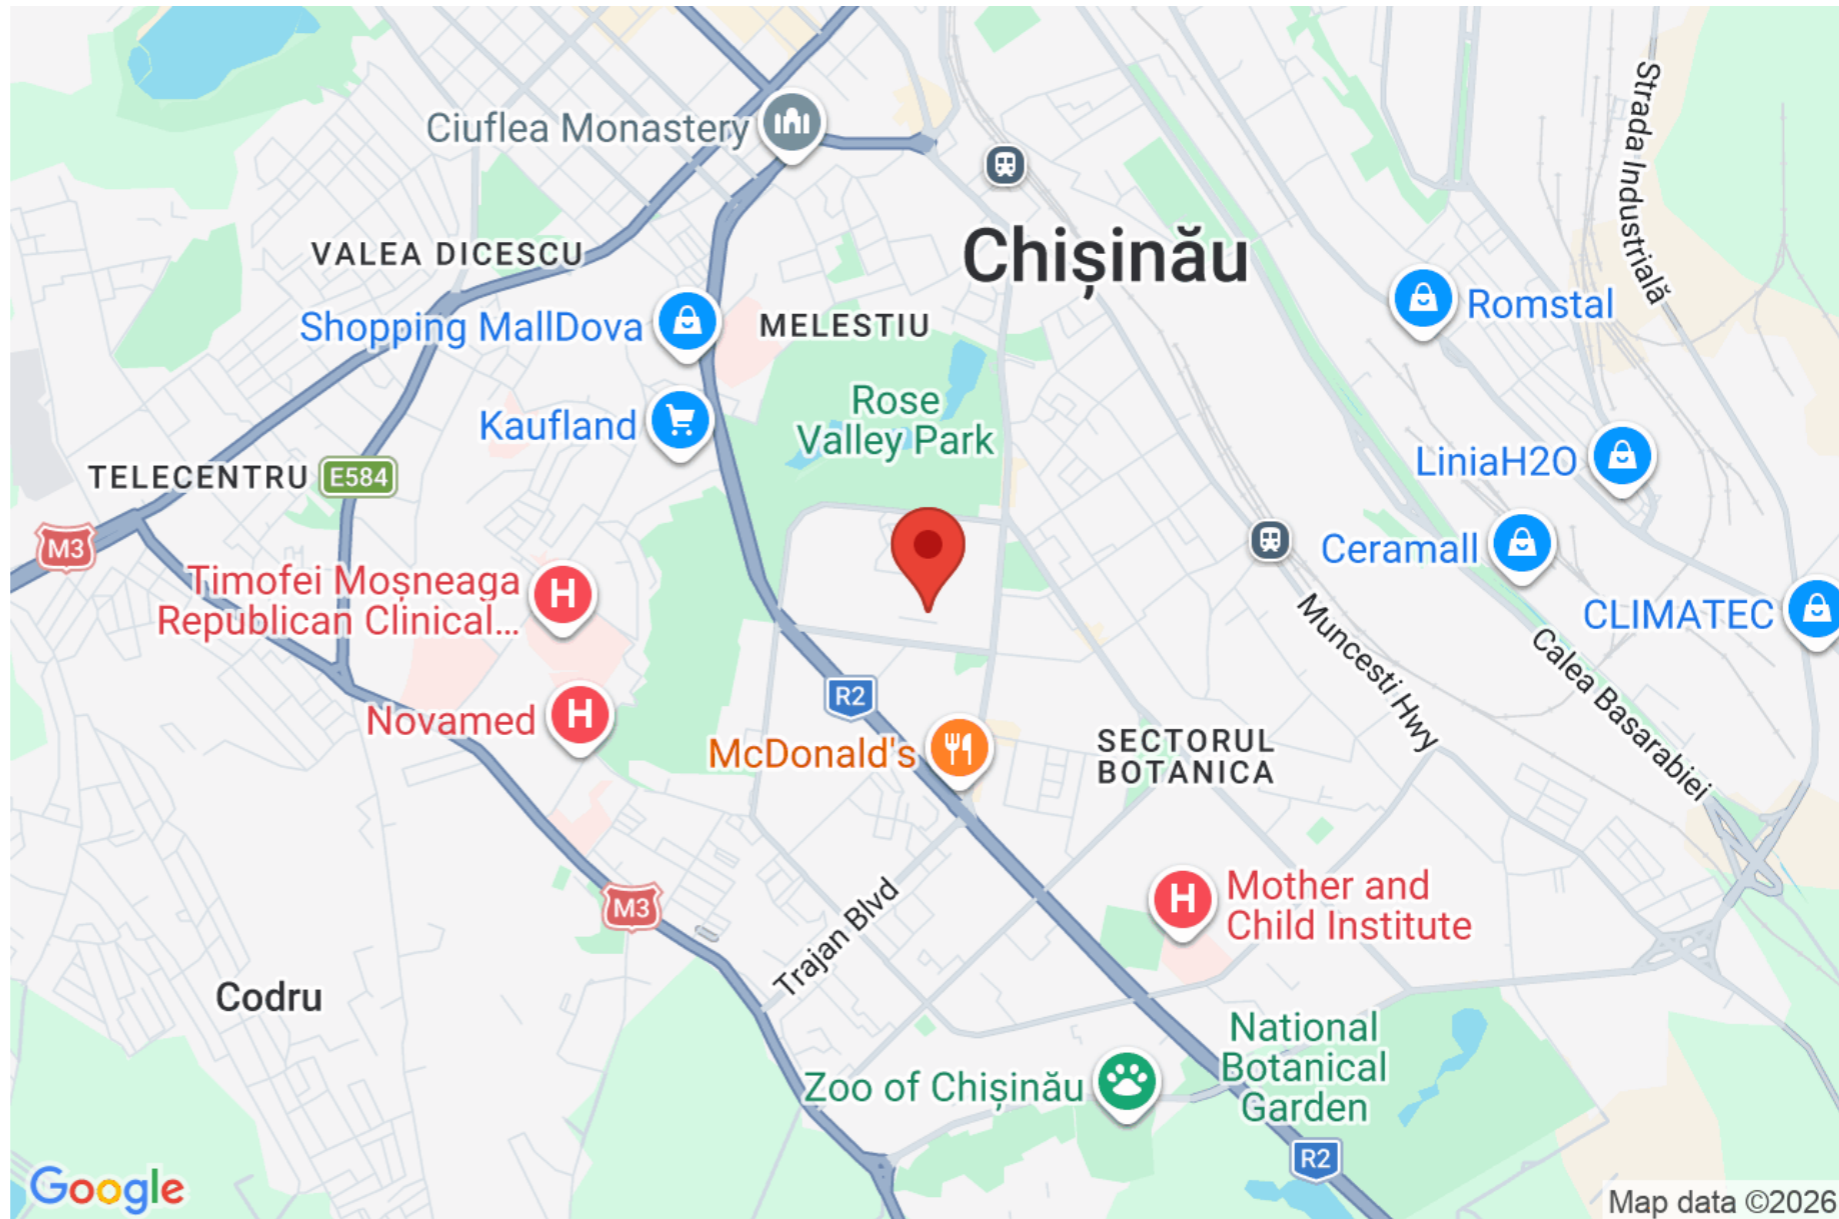 Ciuflea Monastery
Strada Industrială
VALEA DICESCU
Chișinău
Shopping MallDova
MELESTIU
Romstal
Rose
Valley Park
Kaufland
TELECENTRU
E584
LiniaH2O
M3
Ceramall
Timofei Moșneaga
Republican Clinical...
H
CLIMATEC
Muncesti Hwy
Calea Basarabiei
R2
Novamed
H
McDonald's
SECTORUL
BOTANICA
M3
H
Mother and
Child Institute
Trajan Blvd
Codru
National
Botanical
Garden
Zoo of Chișinău
R2
Google
Map data ©2026